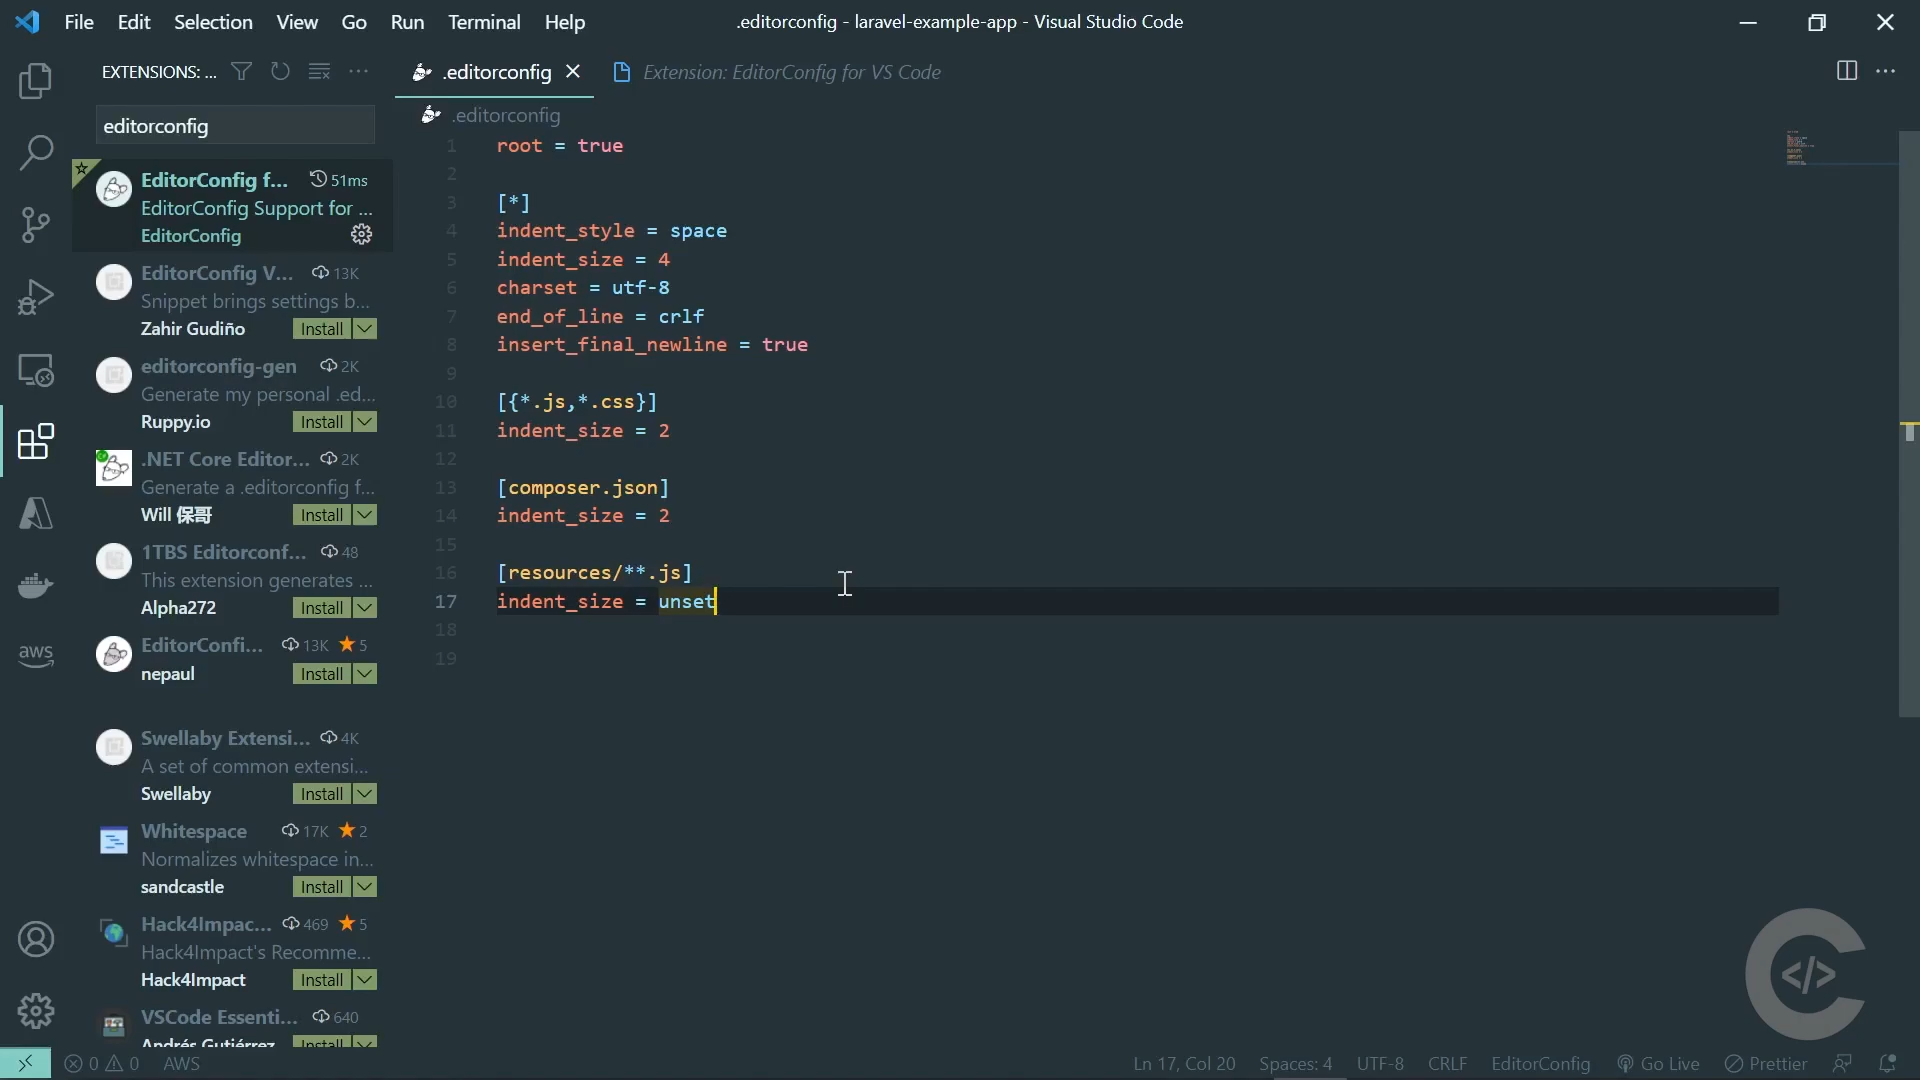 File Edit Selection View Go Run Terminal Help
.editorconfig - laravel-example-app - Visual Studio Code
EXTENSIONS: ...
.editorconfig
Extension: EditorConfig for VS Code
editorconfig
EditorConfig f... 51ms
EditorConfig Support for ...
EditorConfig
EditorConfig V... 13K
Snippet brings settings b...
Zahir Gudiño Install
editorconfig-gen 2K
Generate my personal .ed...
Ruppy.io Install
.NET Core Editor... 2K
Generate a .editorconfig f...
Will 保哥 Install
1TBS Editorconf... 48
This extension generates ...
Alpha272 Install
EditorConfi... 13K 5
nepaul Install
Swellaby Extensi... 4K
A set of common extensi...
Swellaby Install
Whitespace 17K 2
Normalizes whitespace in...
sandcastle Install
Hack4Impac... 469 5
Hack4Impact's Recomme...
Hack4Impact Install
VSCode Essenti... 640
Andrés Gutiérrez Install
aws
.editorconfig
1 root = true
2
3 [*]
4 indent_style = space
5 indent_size = 4
6 charset = utf-8
7 end_of_line = crlf
8 insert_final_newline = true
9
10 [{*.js,*.css}]
11 indent_size = 2
12
13 [composer.json]
14 indent_size = 2
15
16 [resources/**.js]
17 indent_size = unset
18
19
</>
0 0 AWS
Ln 17, Col 20 Spaces: 4 UTF-8 CRLF EditorConfig Go Live Prettier